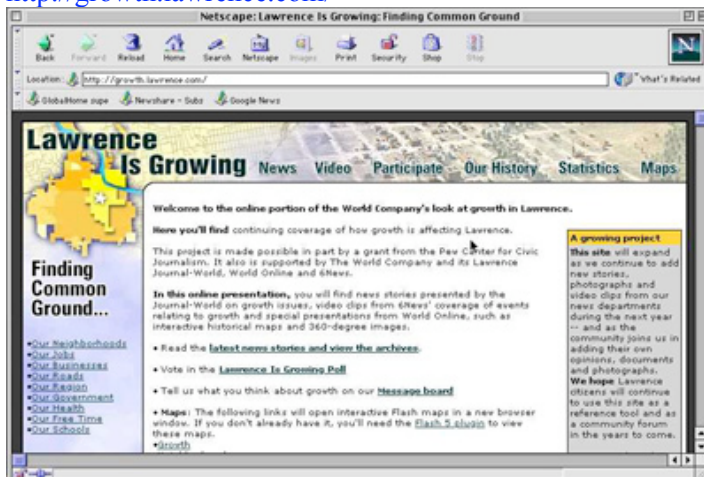 http://growth.lawrence.com/
Netscape: Lawrence Is Growing: Finding Common Ground
Back Forward Reload Home Search Netscape Images Print Security Shop Stop
Location: http://growth.lawrence.com/ What's Related
GlobalHome supe Newshare - Subs Google News
Lawrence
Is Growing News Video Participate Our History Statistics Maps
Finding
Common
Ground...
•Our Neighborhoods
•Our Jobs
•Our Businesses
•Our Roads
•Our Region
•Our Government
•Our Health
•Our Free Time
•Our Schools
Welcome to the online portion of the World Company's look at growth in Lawrence.
Here you'll find continuing coverage of how growth is affecting Lawrence.
This project is made possible in part by a grant from the Pew Center for Civic
Journalism. It also is supported by The World Company and its Lawrence
Journal-World, World Online and 6News.
In this online presentation, you will find news stories presented by the
Journal-World on growth issues, video clips from 6News' coverage of events
relating to growth and special presentations from World Online, such as
interactive historical maps and 360-degree images.
• Read the latest news stories and view the archives.
• Vote in the Lawrence Is Growing Poll
• Tell us what you think about growth on our Message board
• Maps: The following links will open interactive Flash maps in a new browser
window. If you don't already have it, you'll need the Flash 5 plugin to view
these maps.
•Growth
A growing project
This site will expand
as we continue to add
new stories,
photographs and
video clips from our
news departments
during the next year
-- and as the
community joins us in
adding their own
opinions, documents
and photographs.
We hope Lawrence
citizens will continue
to use this site as a
reference tool and as
a community forum
in the years to come.